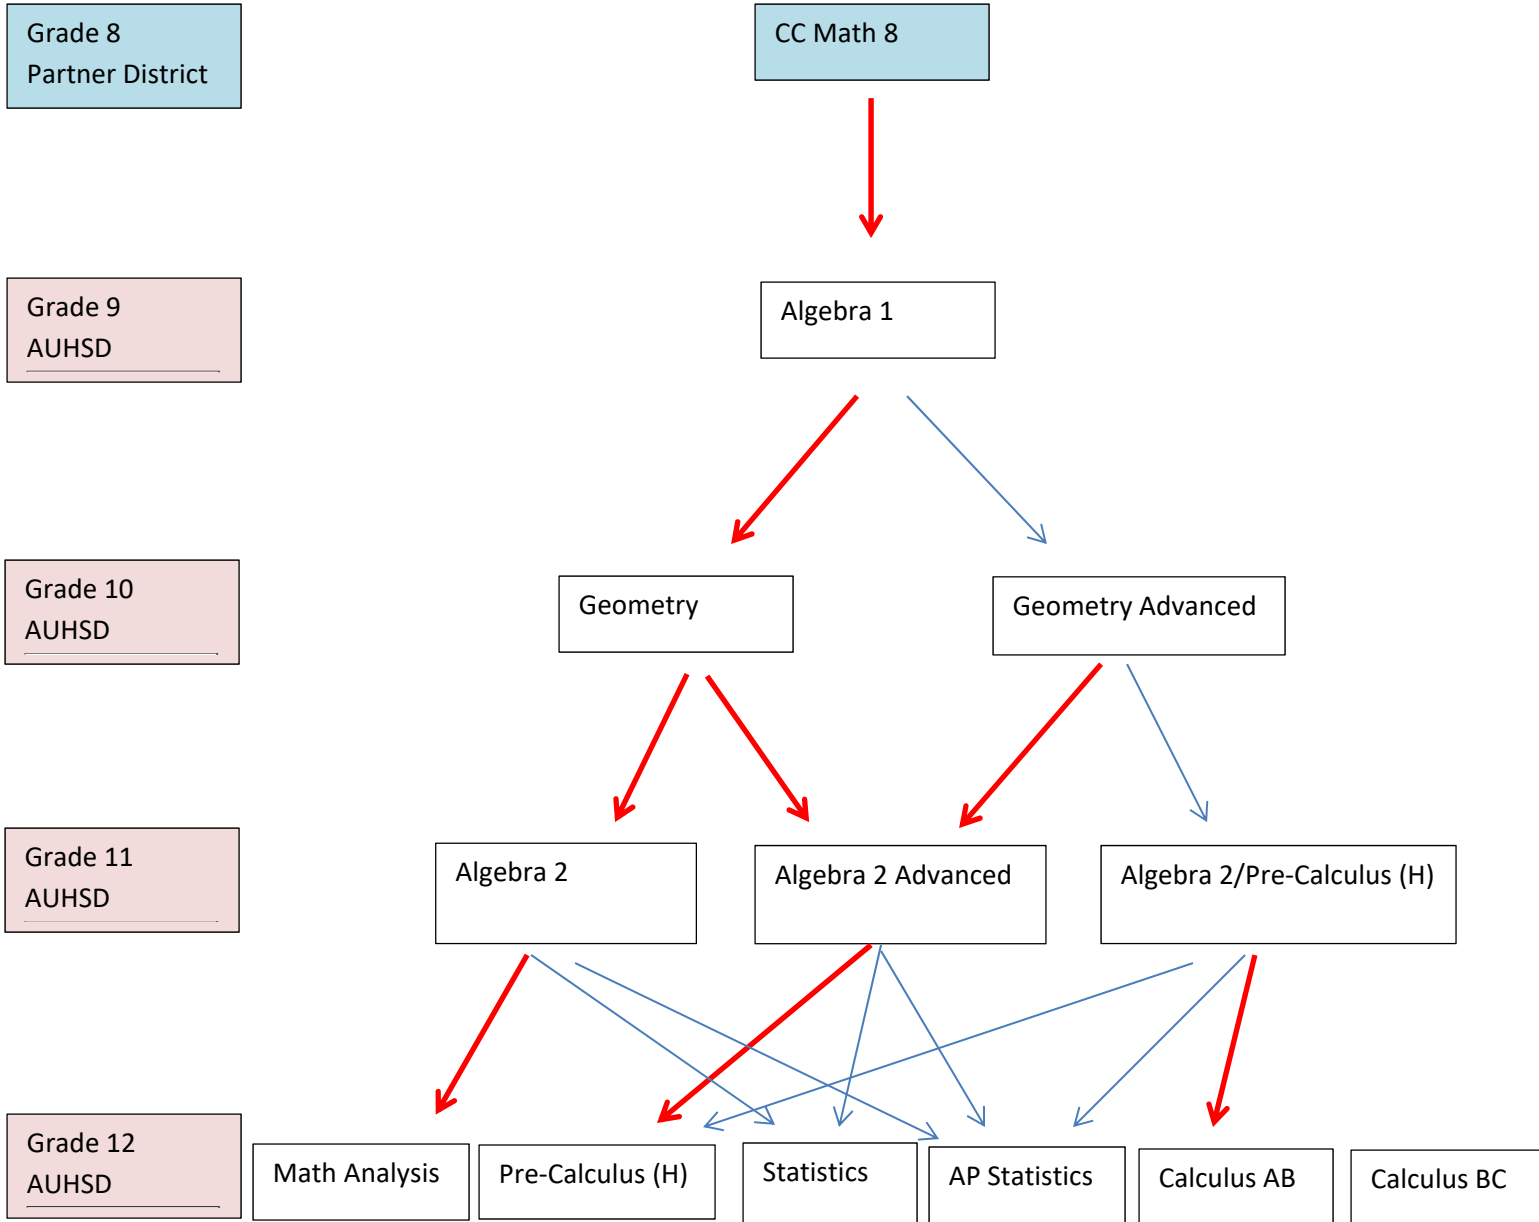 Grade 8
Partner District
CC Math 8
Grade 9
AUHSD
Algebra 1
Grade 10
AUHSD
Geometry
Geometry Advanced
Grade 11
AUHSD
Algebra 2
Algebra 2 Advanced
Algebra 2/Pre-Calculus (H)
Grade 12
AUHSD
Math Analysis
Pre-Calculus (H)
Statistics
AP Statistics
Calculus AB
Calculus BC